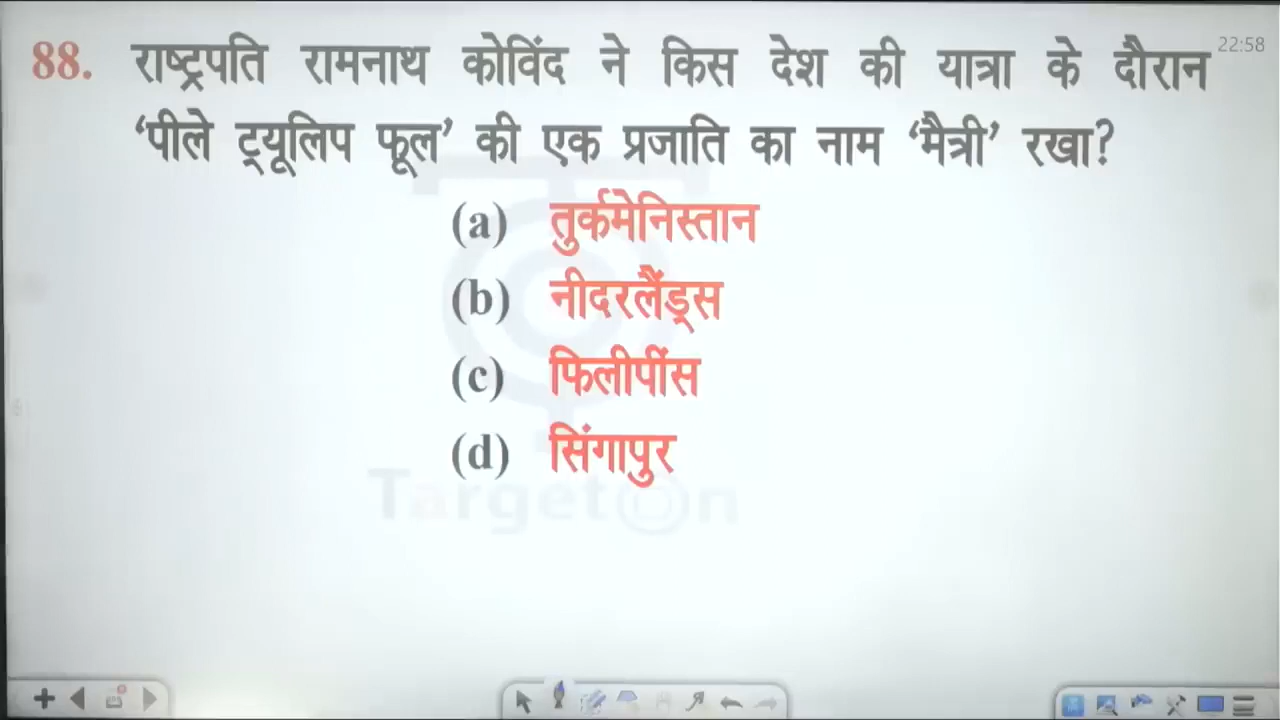 22:58
88. राष्ट्रपति रामनाथ कोविंद ने किस देश की यात्रा के दौरान
‘पीले ट्यूलिप फूल’ की एक प्रजाति का नाम ‘मैत्री’ रखा?
(a) तुर्कमेनिस्तान
(b) नीदरलैंड्स
(c) फिलीपींस
(d) सिंगापुर
TargetOn